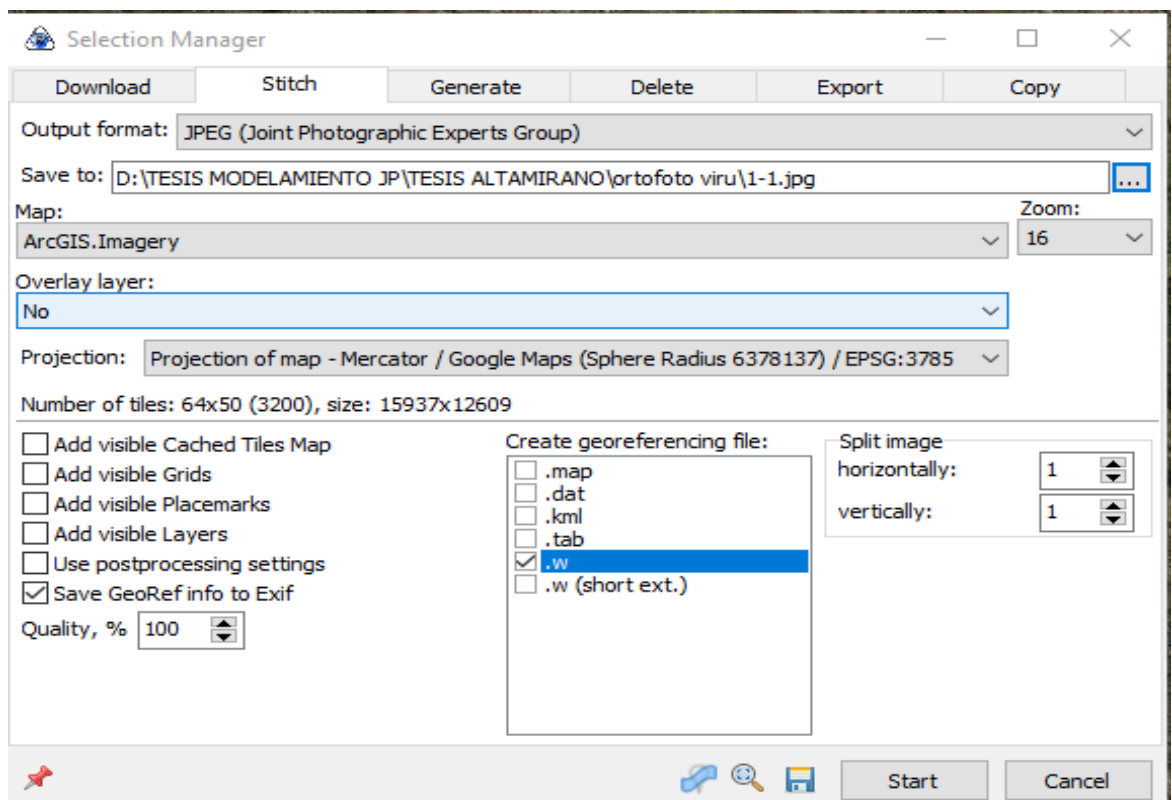 Selection Manager
Download Stitch Generate Delete Export Copy
Output format: JPEG (Joint Photographic Experts Group)
Save to: D:\TESIS MODELAMIENTO JP\TESIS ALTAMIRANO\ortofoto viru\1-1.jpg ...
Map: Zoom:
ArcGIS.Imagery 16
Overlay layer:
No
Projection: Projection of map - Mercator / Google Maps (Sphere Radius 6378137) / EPSG:3785
Number of tiles: 64x50 (3200), size: 15937x12609
Add visible Cached Tiles Map
Add visible Grids
Add visible Placemarks
Add visible Layers
Use postprocessing settings
Save GeoRef info to Exif
Quality, % 100
Create georeferencing file:
.map
.dat
.kml
.tab
.w
.w (short ext.)
Split image
horizontally: 1
vertically: 1
Start Cancel